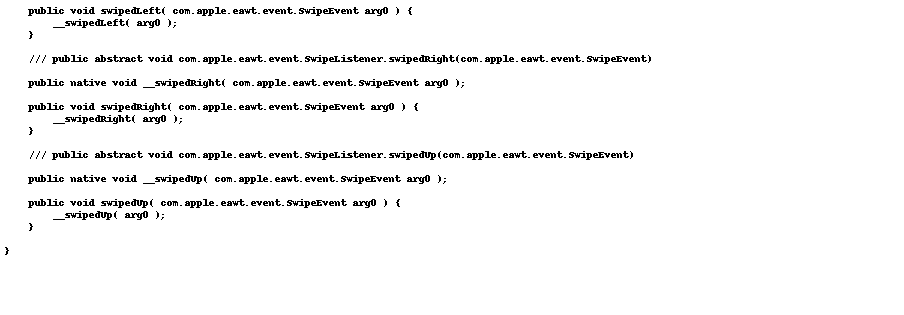 public void swipedLeft( com.apple.eawt.event.SwipeEvent arg0 ) {
__swipedLeft( arg0 );
}
/// public abstract void com.apple.eawt.event.SwipeListener.swipedRight(com.apple.eawt.event.SwipeEvent)
public native void __swipedRight( com.apple.eawt.event.SwipeEvent arg0 );
public void swipedRight( com.apple.eawt.event.SwipeEvent arg0 ) {
__swipedRight( arg0 );
}
/// public abstract void com.apple.eawt.event.SwipeListener.swipedUp(com.apple.eawt.event.SwipeEvent)
public native void __swipedUp( com.apple.eawt.event.SwipeEvent arg0 );
public void swipedUp( com.apple.eawt.event.SwipeEvent arg0 ) {
__swipedUp( arg0 );
}
}